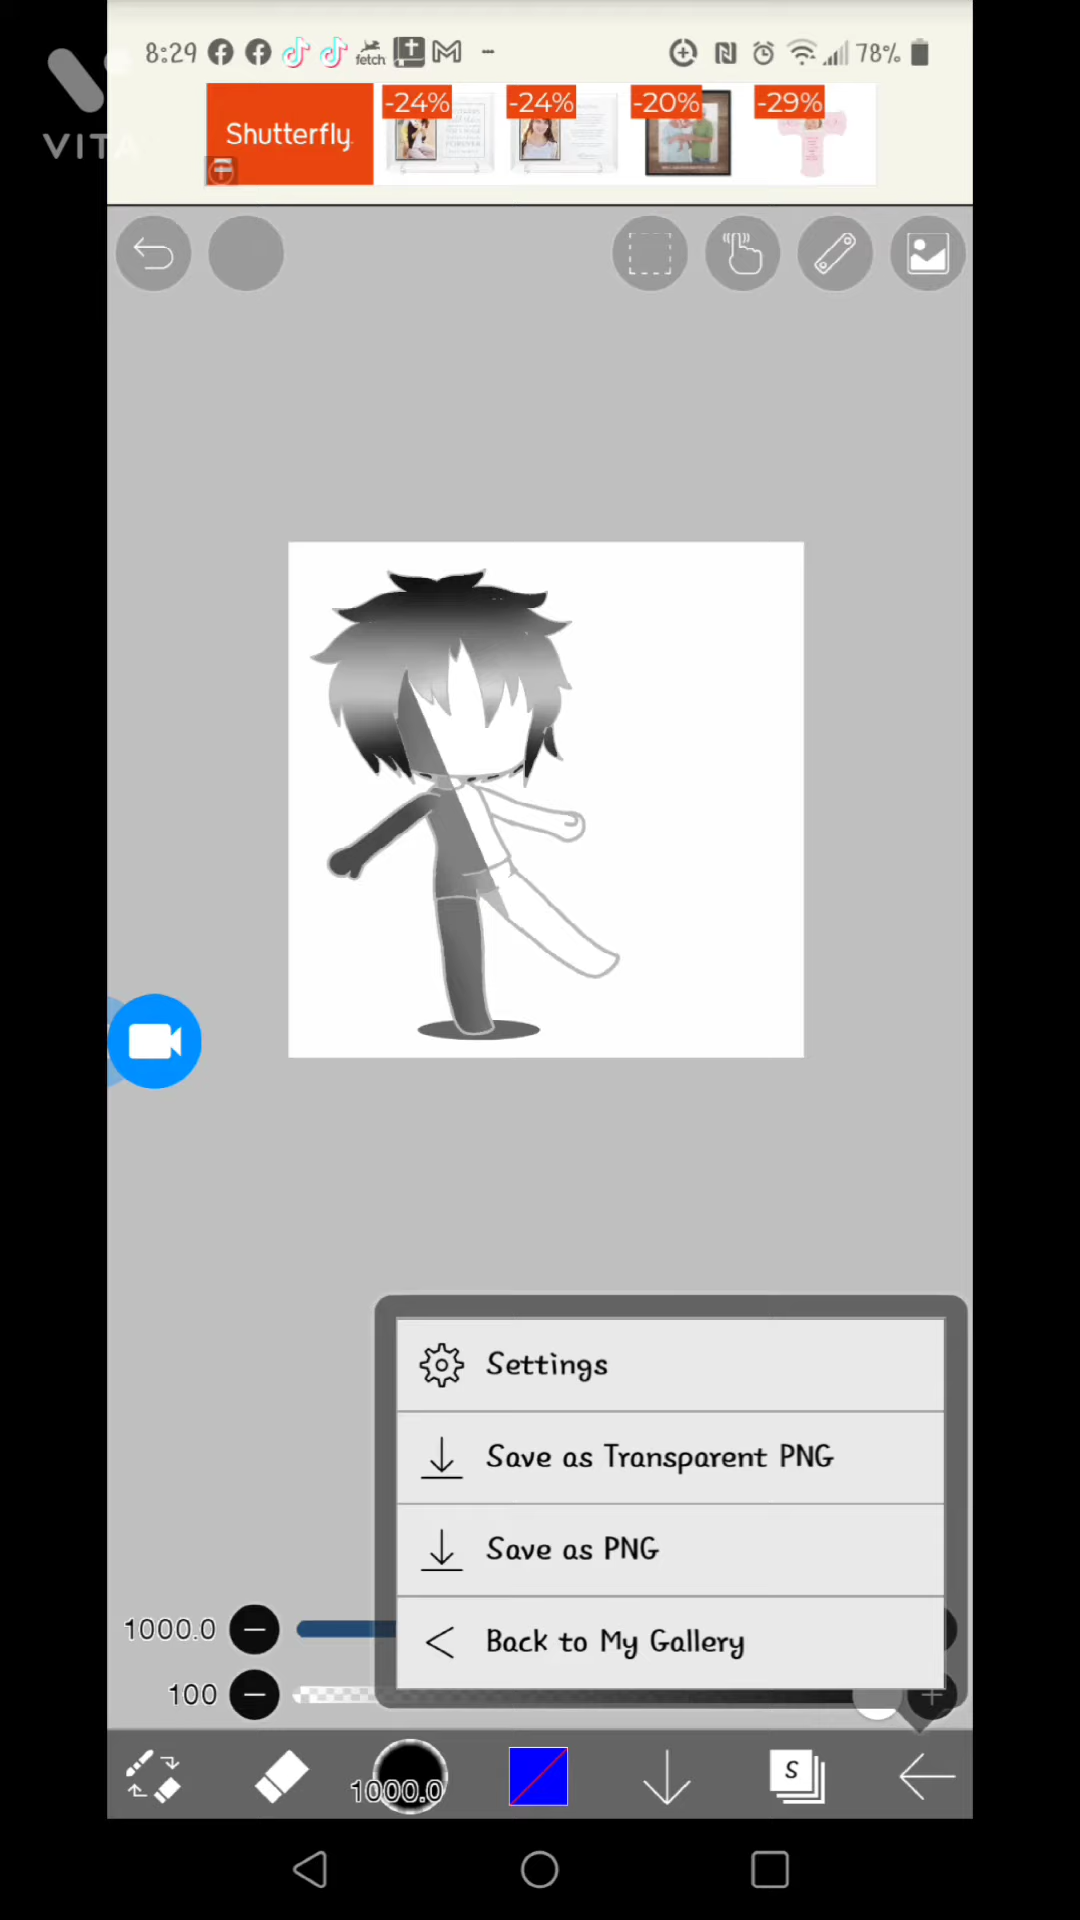 8:29
fetch
78%
VITA
Shutterfly
-24%
-24%
-20%
-29%
Settings
Save as Transparent PNG
Save as PNG
Back to My Gallery
1000.0
100
1000.0
S